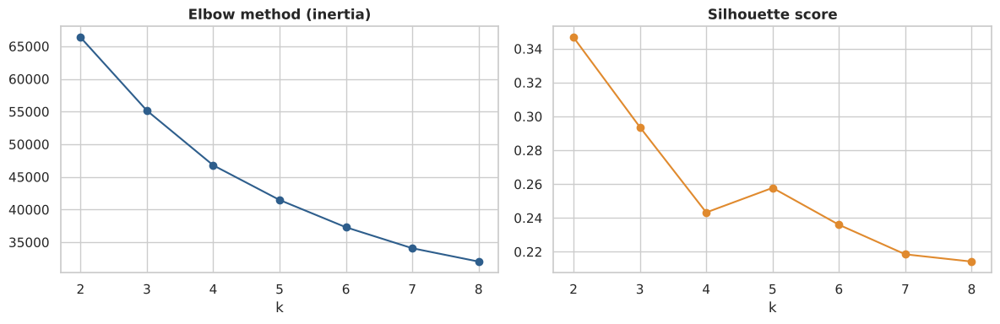 Elbow method (inertia)
65000
60000
55000
50000
45000
40000
35000
2 3 4 5 6 7 8
k
Silhouette score
0.34
0.32
0.30
0.28
0.26
0.24
0.22
2 3 4 5 6 7 8
k